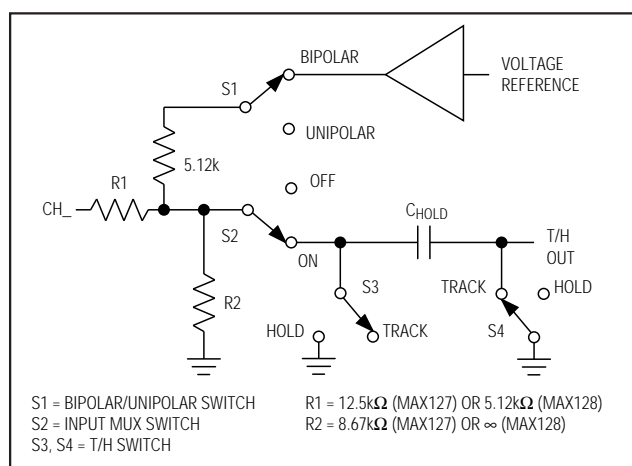 BIPOLAR
VOLTAGE
REFERENCE
S1
UNIPOLAR
5.12k
R1
OFF
CH_
CHOLD
S2
T/H
OUT
ON
S3
TRACK
HOLD
R2
HOLD
TRACK
S4
S1 = BIPOLAR/UNIPOLAR SWITCH
S2 = INPUT MUX SWITCH
S3, S4 = T/H SWITCH
R1 = 12.5kΩ (MAX127) OR 5.12kΩ (MAX128)
R2 = 8.67kΩ (MAX127) OR ∞ (MAX128)